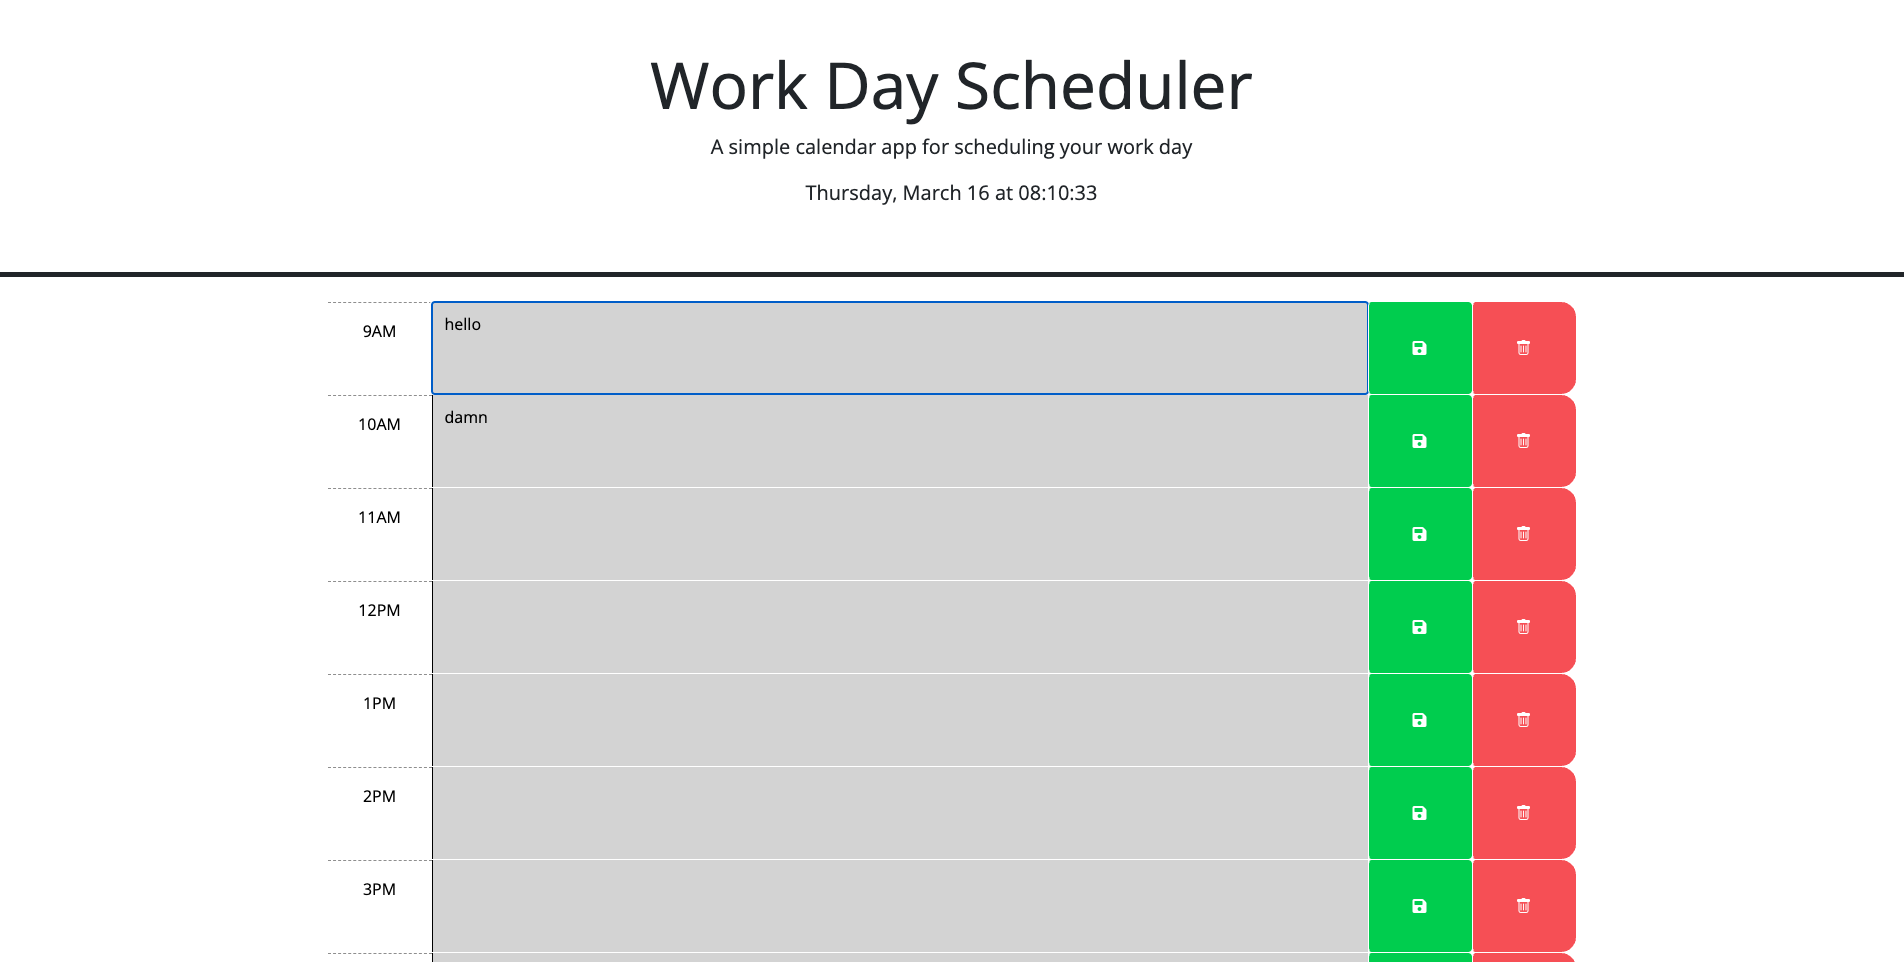 Work Day Scheduler
A simple calendar app for scheduling your work day
Thursday, March 16 at 08:10:33
9AM
hello
10AM
damn
11AM
12PM
1PM
2PM
3PM